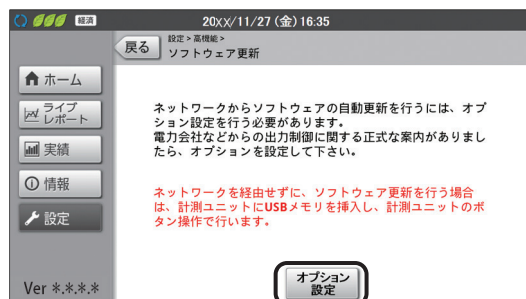 経済
20XX/11/27 (金) 16:35
戻る
設定 > 高機能 >
ソフトウェア更新
ホーム
ライブ
レポート
実績
情報
設定
Ver *.*.*.*
ネットワークからソフトウェアの自動更新を行うには、オプ
ション設定を行う必要があります。
電力会社などからの出力制御に関する正式な案内がありまし
たら、オプションを設定して下さい。
ネットワークを経由せずに、ソフトウェア更新を行う場合
は、計測ユニットにUSBメモリを挿入し、計測ユニットのボ
タン操作で行います。
オプション
設定